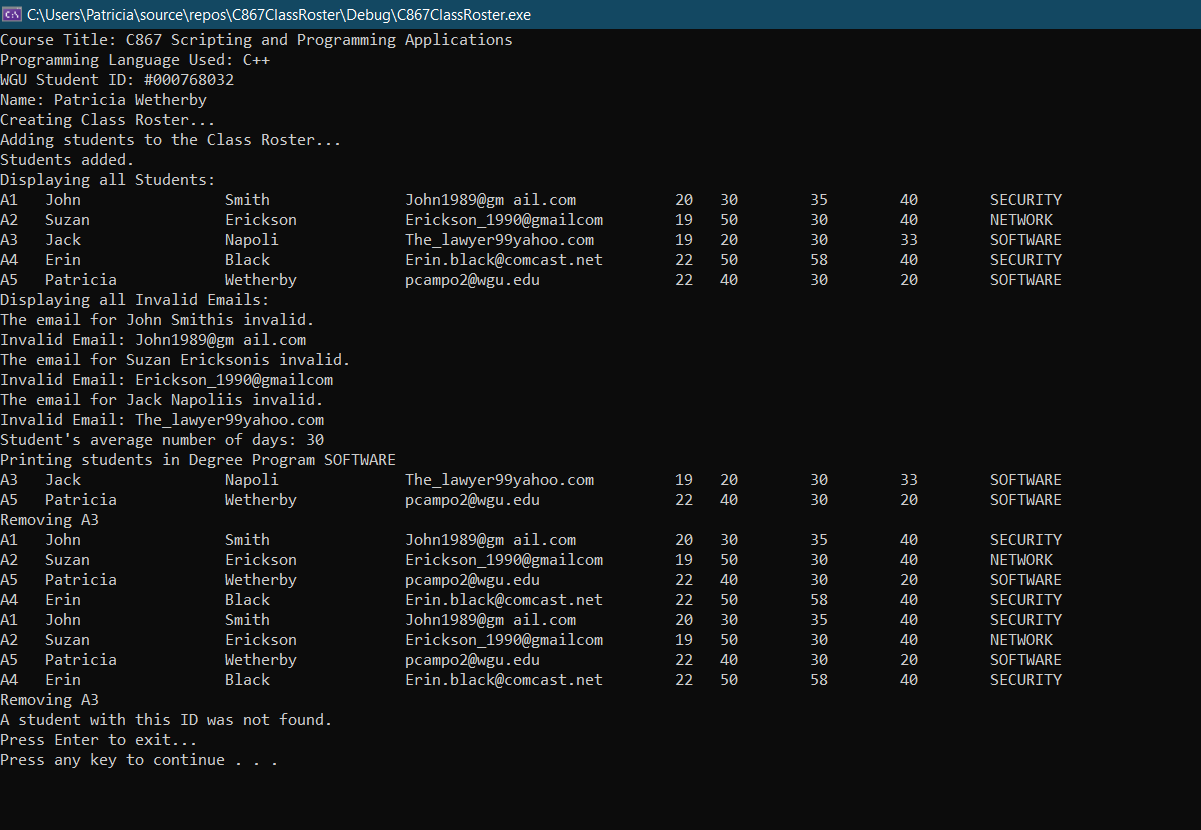 C:\Users\Patricia\source\repos\C867ClassRoster\Debug\C867ClassRoster.exe
Course Title: C867 Scripting and Programming Applications
Programming Language Used: C++
WGU Student ID: #000768032
Name: Patricia Wetherby
Creating Class Roster...
Adding students to the Class Roster...
Students added.
Displaying all Students:
A1 John Smith John1989@gm ail.com 20 30 35 40 SECURITY
A2 Suzan Erickson Erickson_1990@gmailcom 19 50 30 40 NETWORK
A3 Jack Napoli The_lawyer99yahoo.com 19 20 30 33 SOFTWARE
A4 Erin Black Erin.black@comcast.net 22 50 58 40 SECURITY
A5 Patricia Wetherby pcampo2@wgu.edu 22 40 30 20 SOFTWARE
Displaying all Invalid Emails:
The email for John Smithis invalid.
Invalid Email: John1989@gm ail.com
The email for Suzan Ericksonis invalid.
Invalid Email: Erickson_1990@gmailcom
The email for Jack Napoliis invalid.
Invalid Email: The_lawyer99yahoo.com
Student's average number of days: 30
Printing students in Degree Program SOFTWARE
A3 Jack Napoli The_lawyer99yahoo.com 19 20 30 33 SOFTWARE
A5 Patricia Wetherby pcampo2@wgu.edu 22 40 30 20 SOFTWARE
Removing A3
A1 John Smith John1989@gm ail.com 20 30 35 40 SECURITY
A2 Suzan Erickson Erickson_1990@gmailcom 19 50 30 40 NETWORK
A5 Patricia Wetherby pcampo2@wgu.edu 22 40 30 20 SOFTWARE
A4 Erin Black Erin.black@comcast.net 22 50 58 40 SECURITY
A1 John Smith John1989@gm ail.com 20 30 35 40 SECURITY
A2 Suzan Erickson Erickson_1990@gmailcom 19 50 30 40 NETWORK
A5 Patricia Wetherby pcampo2@wgu.edu 22 40 30 20 SOFTWARE
A4 Erin Black Erin.black@comcast.net 22 50 58 40 SECURITY
Removing A3
A student with this ID was not found.
Press Enter to exit...
Press any key to continue . . .